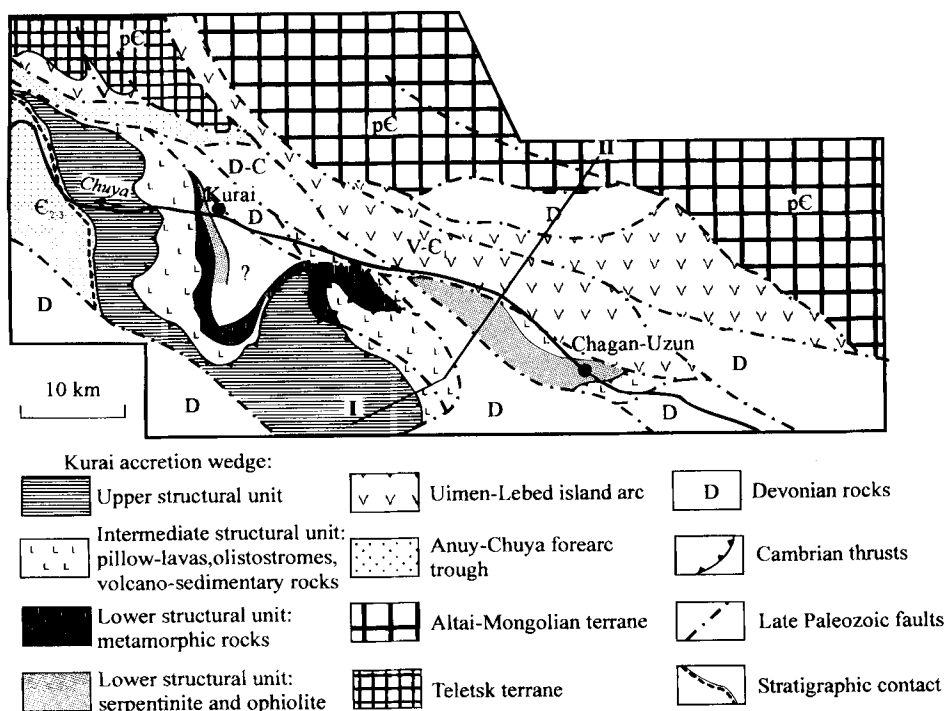 pЄ
pЄ
II
D-C
Chuya
Kurai
pЄ
D
D
Є2-3
V-C
?
D
Chagan-Uzun
D
10 km
D
I
D
D
Kurai accretion wedge:
Upper structural unit
Intermediate structural unit:
pillow-lavas,olistostromes,
volcano-sedimentary rocks
Lower structural unit:
metamorphic rocks
Lower structural unit:
serpentinite and ophiolite
Uimen-Lebed island arc
Anuy-Chuya forearc
trough
Altai-Mongolian terrane
Teletsk terrane
D
Devonian rocks
Cambrian thrusts
Late Paleozoic faults
Stratigraphic contact